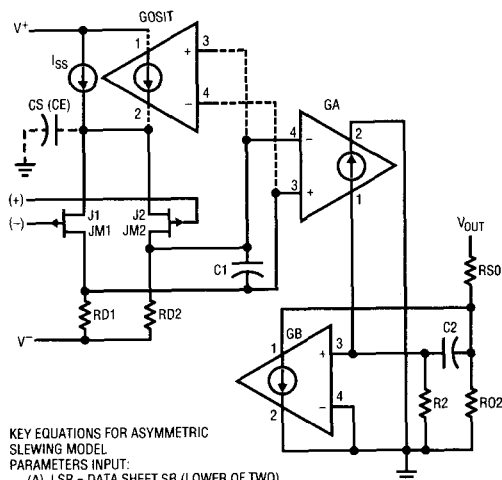 GOSIT
V+
1
3
ISS
+
4
−
2
CS (CE)
GA
4
−
2
3
+
1
(+)
(−)
J1
JM1
J2
JM2
C1
VOUT
RS0
RD1
RD2
V−
GB
1
3
+
C2
4
−
2
R2
RO2
KEY EQUATIONS FOR ASYMMETRIC
SLEWING MODEL
PARAMETERS INPUT:
(A) LSR = DATA SHEET SR (LOWER OF TWO)